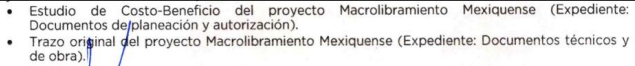 • Estudio de Costo-Beneficio del proyecto Macrolibramiento Mexiquense (Expediente:
Documentos de planeación y autorización).
• Trazo original del proyecto Macrolibramiento Mexiquense (Expediente: Documentos técnicos y
de obra).